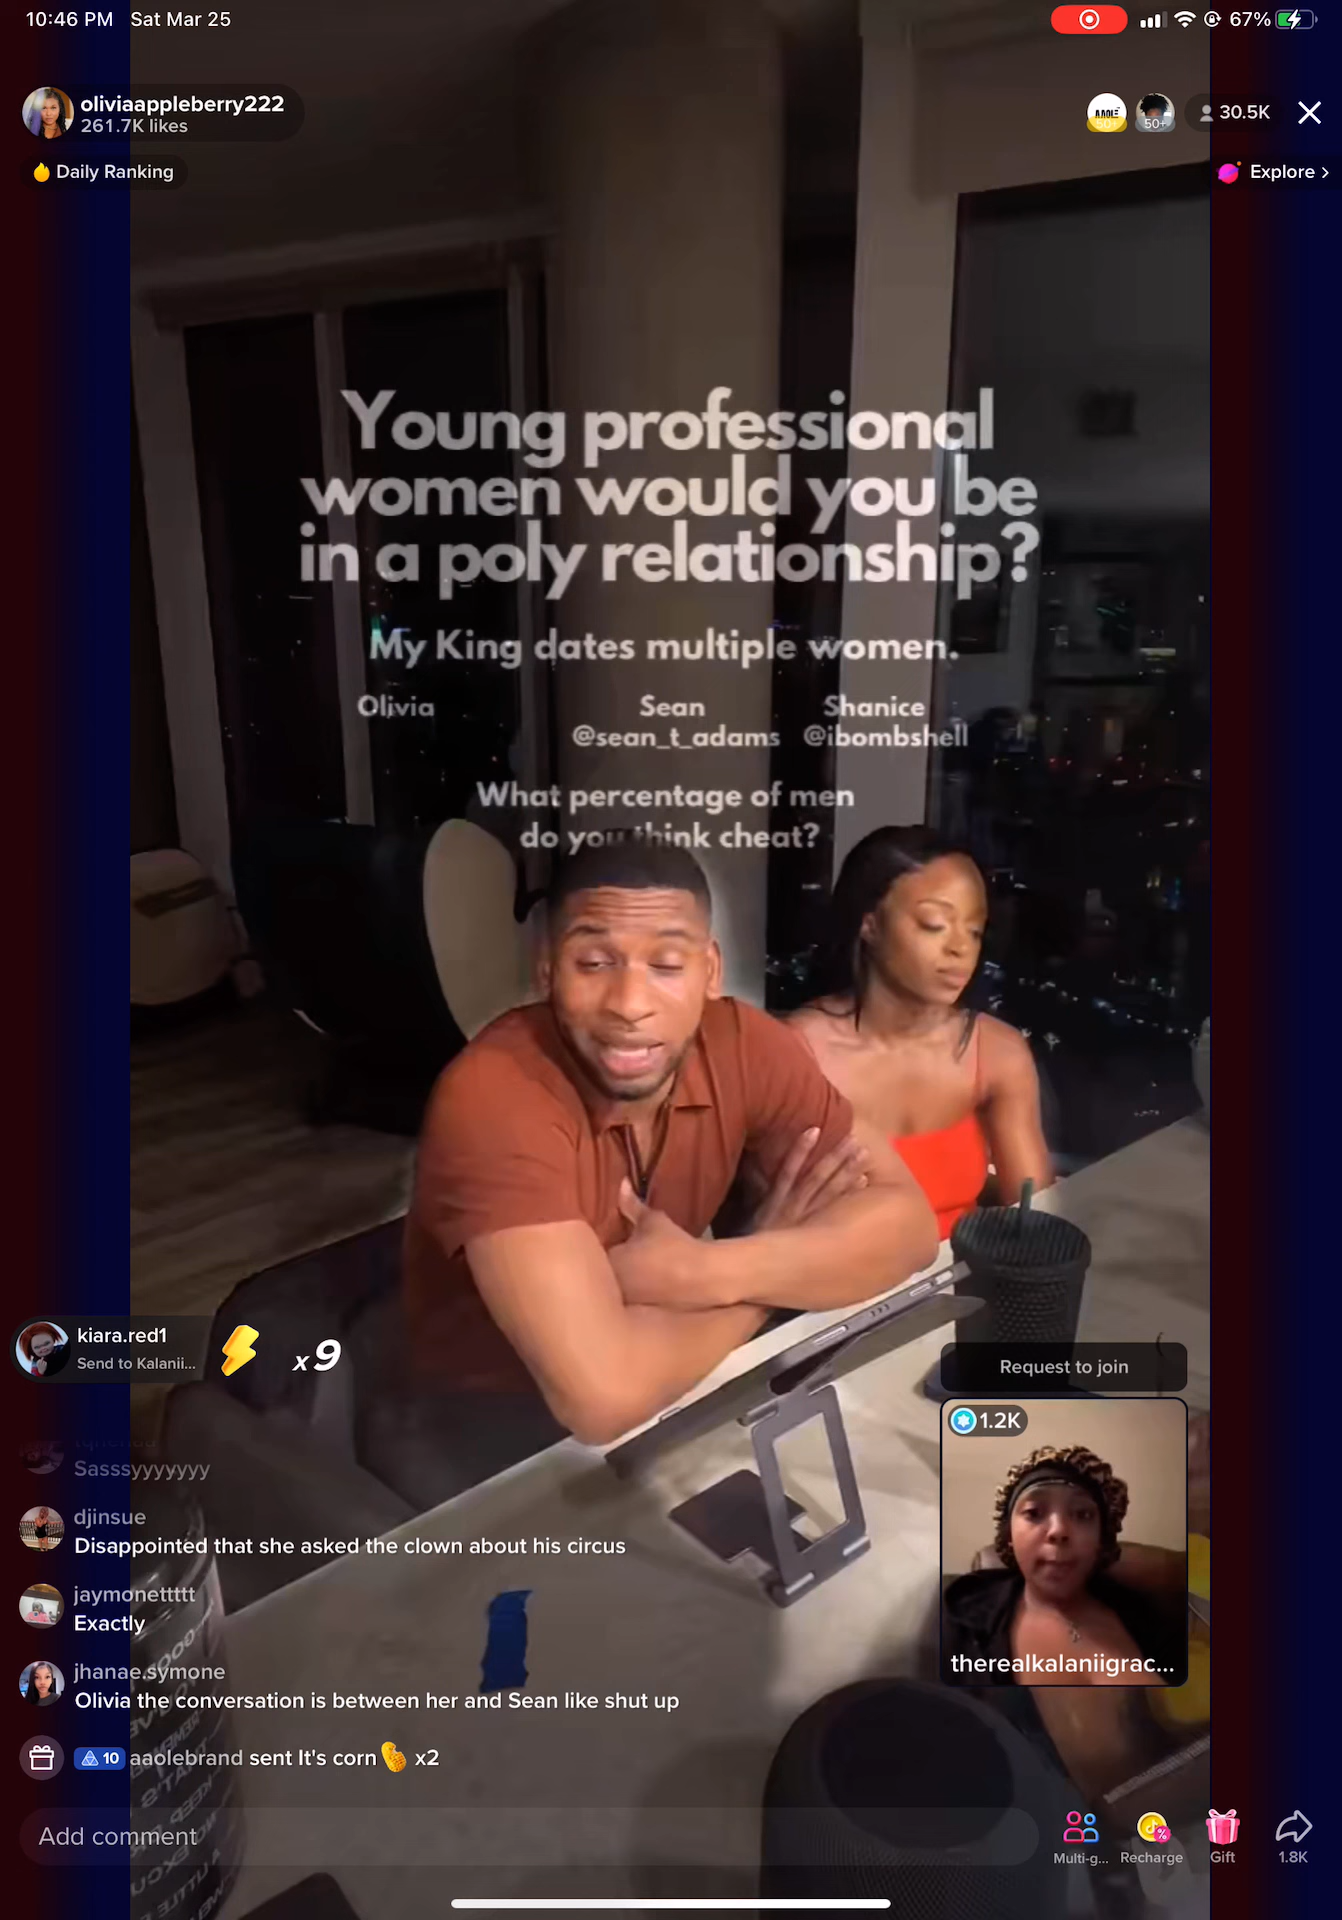 10:46 PM Sat Mar 25
67%
oliviaappleberry222
261.7K likes
50+
50+
30.5K
Daily Ranking
Explore >
Young professional
women would you be
in a poly relationship?
My King dates multiple women.
Olivia Sean Shanice
@sean_t_adams @ibombshell
What percentage of men
do you think cheat?
kiara.red1
Send to Kalanii...
x9
Request to join
1.2K
therealkalaniigrac...
Sasssyyyyyyy
djinsue
Disappointed that she asked the clown about his circus
jaymonettttt
Exactly
jhanae.symone
Olivia the conversation is between her and Sean like shut up
10 aaolebrand sent It's corn x2
Add comment
Multi-g...
Recharge
Gift
1.8K